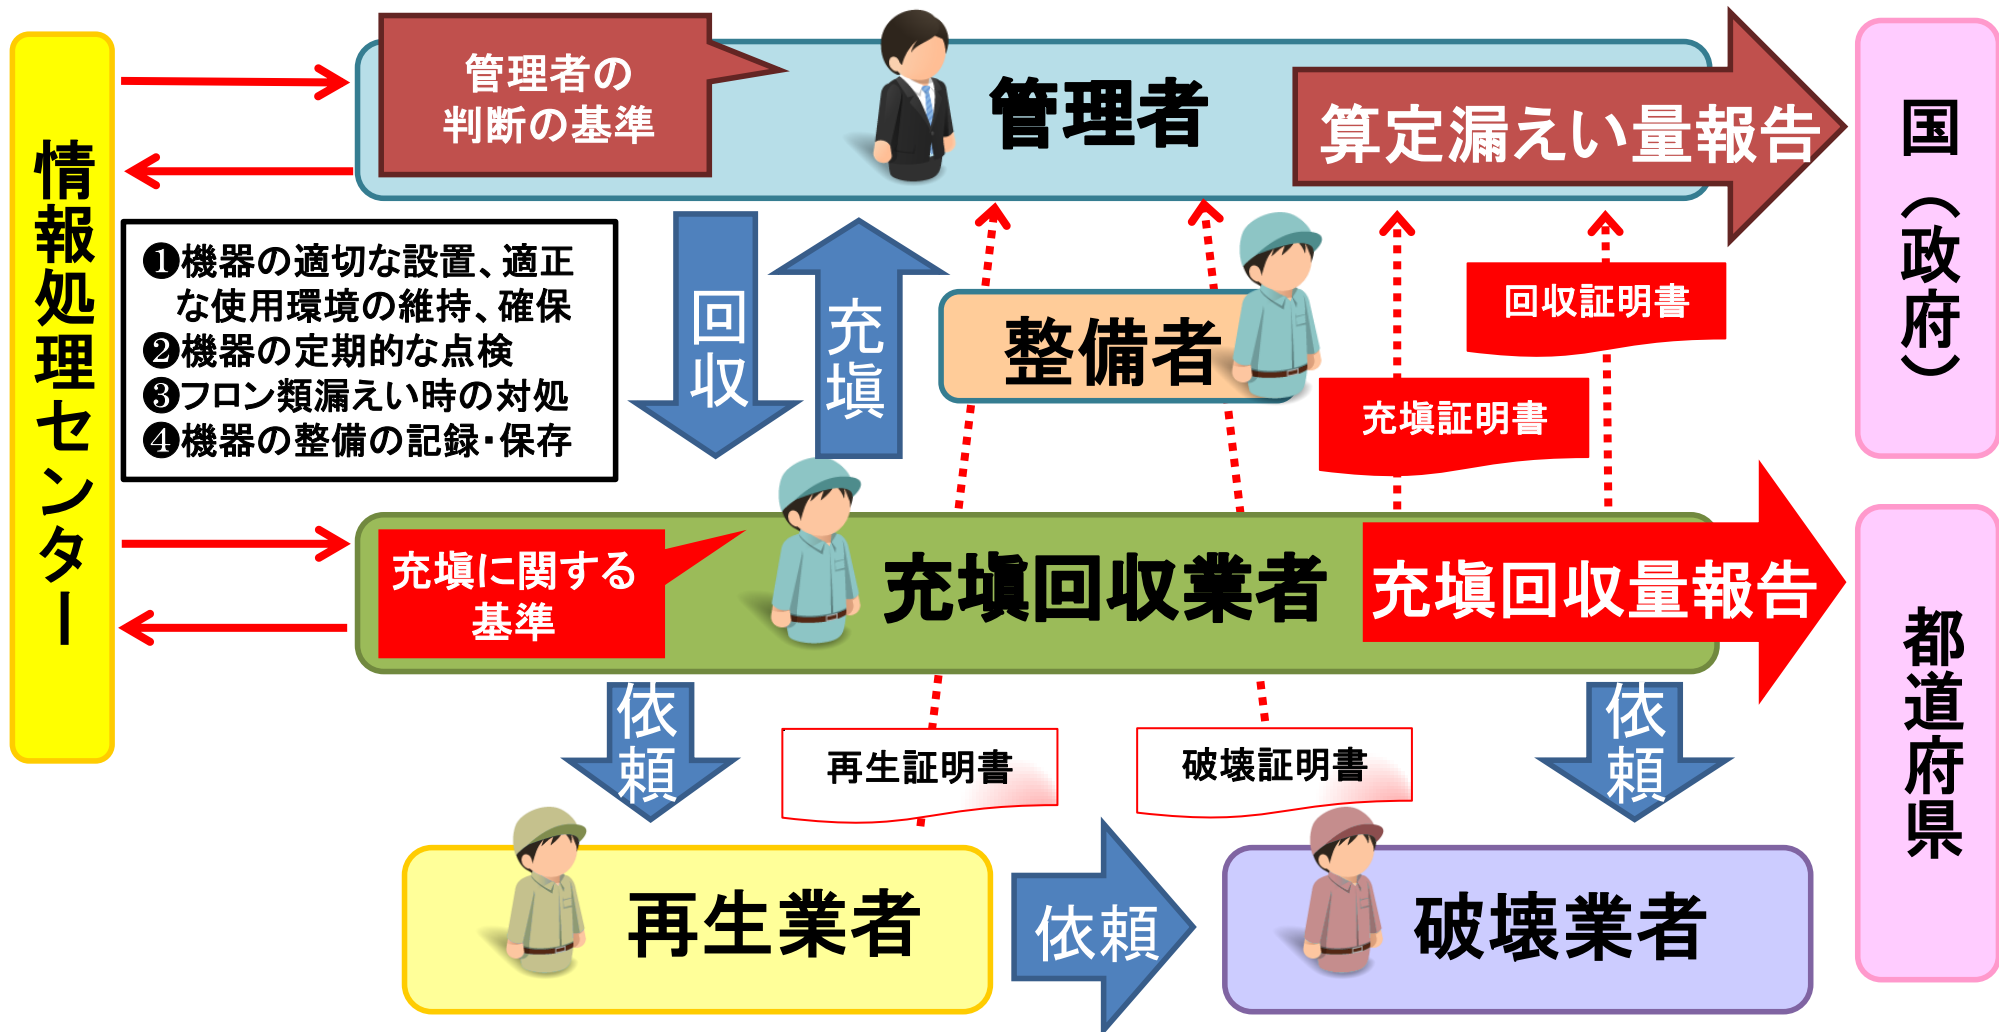 情報処理センター
管理者の
判断の基準
管理者
算定漏えい量報告
国（政府）
❶機器の適切な設置、適正
な使用環境の維持、確保
❷機器の定期的な点検
❸フロン類漏えい時の対処
❹機器の整備の記録・保存
回収
充塡
整備者
回収証明書
充塡証明書
充塡に関する
基準
充塡回収業者
充塡回収量報告
都道府県
依頼
再生証明書
破壊証明書
依頼
再生業者
依頼
破壊業者